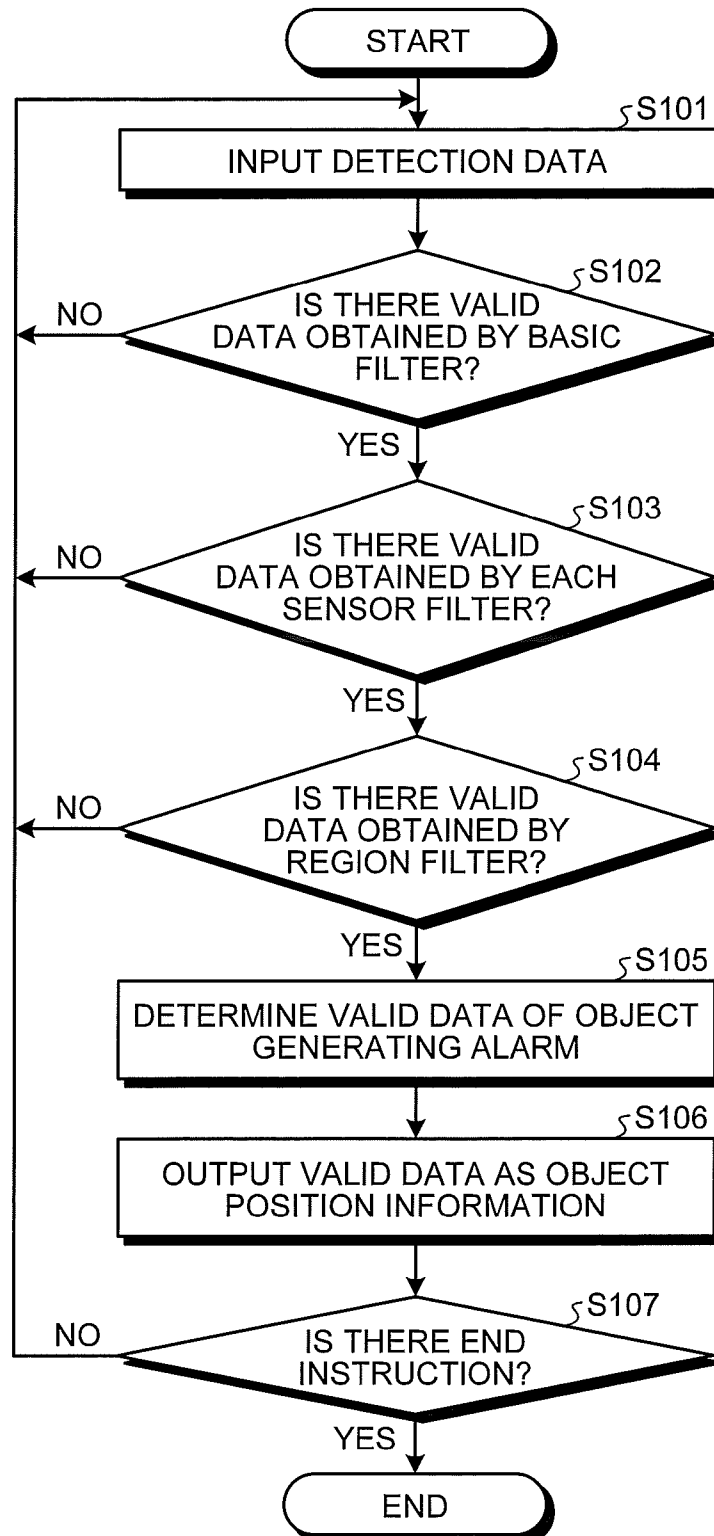 START
S101
INPUT DETECTION DATA
S102
IS THERE VALID
DATA OBTAINED BY BASIC
FILTER?
NO
YES
S103
IS THERE VALID
DATA OBTAINED BY EACH
SENSOR FILTER?
NO
YES
S104
IS THERE VALID
DATA OBTAINED BY
REGION FILTER?
NO
YES
S105
DETERMINE VALID DATA OF OBJECT
GENERATING ALARM
S106
OUTPUT VALID DATA AS OBJECT
POSITION INFORMATION
S107
IS THERE END
INSTRUCTION?
NO
YES
END